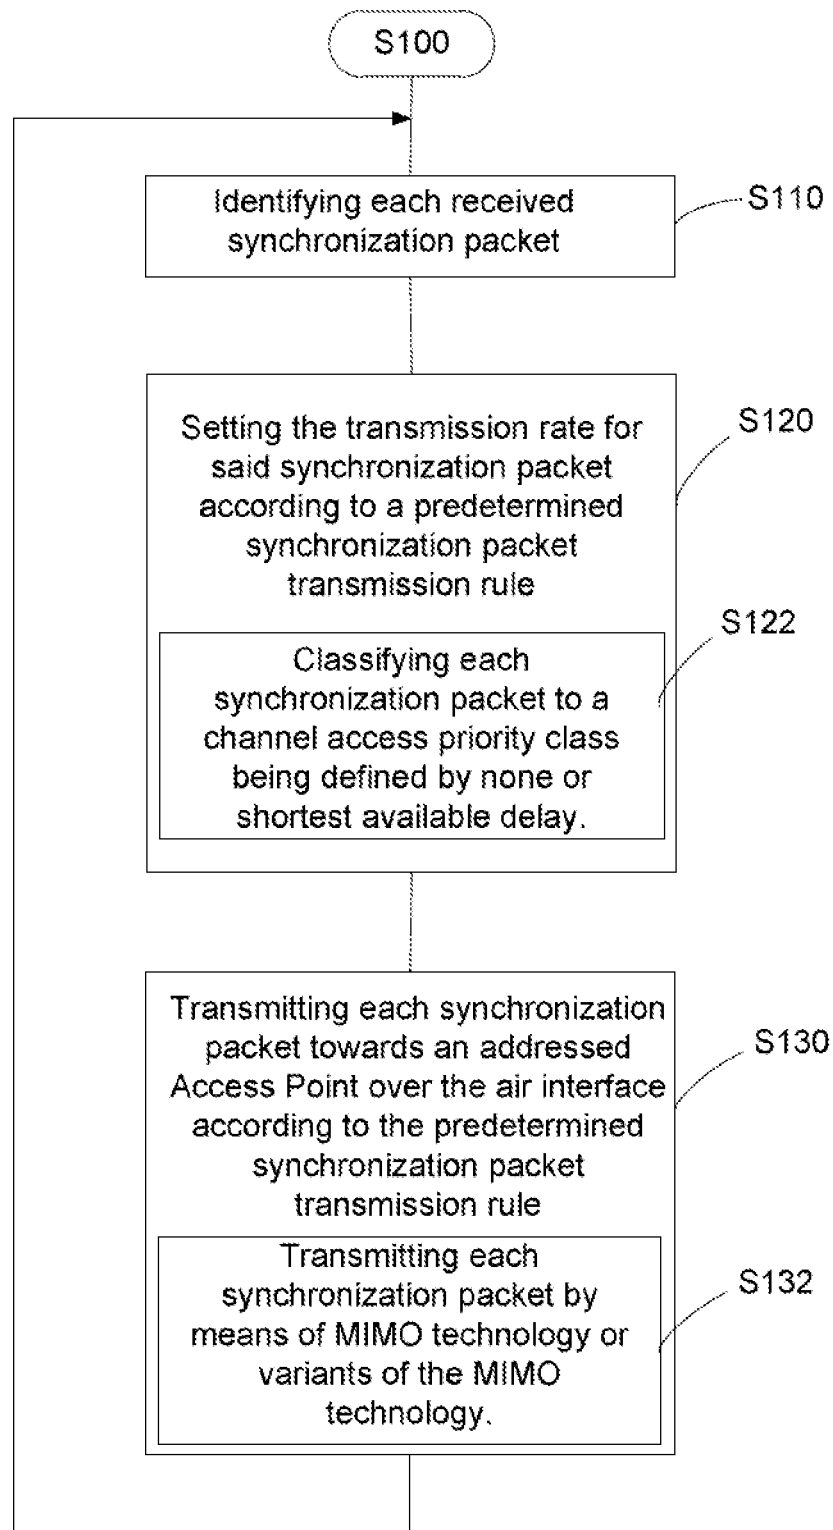 S100
Identifying each received
synchronization packet
S110
Setting the transmission rate for
said synchronization packet
according to a predetermined
synchronization packet
transmission rule
S120
Classifying each
synchronization packet to a
channel access priority class
being defined by none or
shortest available delay.
S122
Transmitting each synchronization
packet towards an addressed
Access Point over the air interface
according to the predetermined
synchronization packet
transmission rule
S130
Transmitting each
synchronization packet by
means of MIMO technology or
variants of the MIMO
technology.
S132